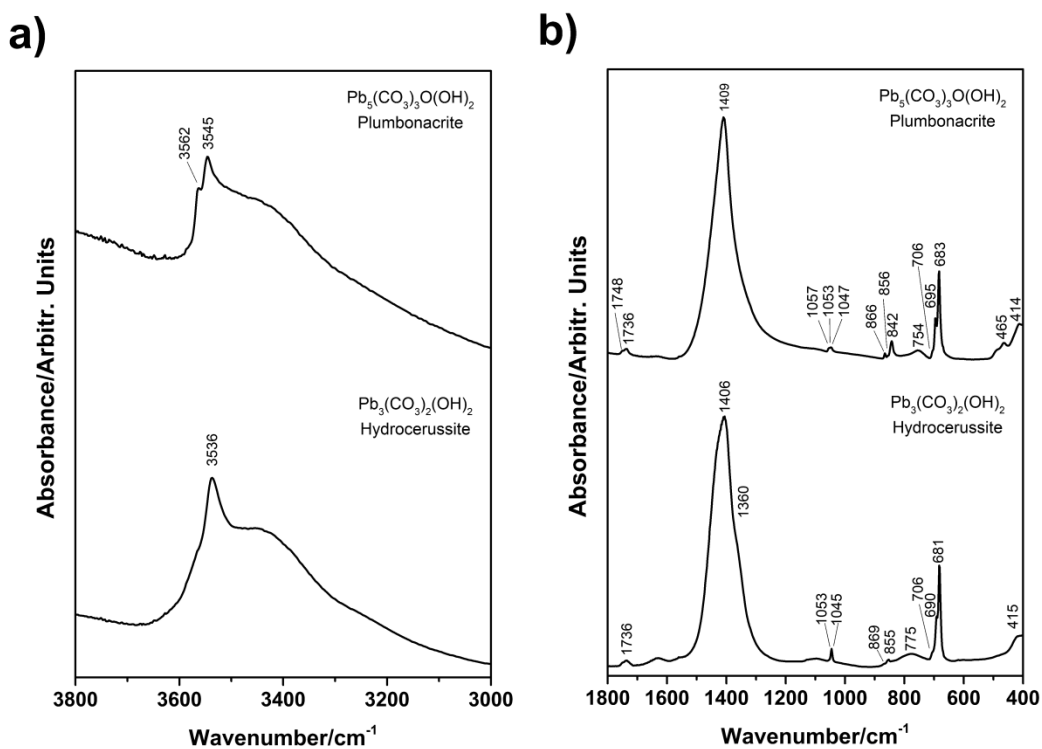 a)
Absorbance/Arbitr. Units
Pb5(CO3)3O(OH)2
Plumbonacrite
3562
3545
Pb3(CO3)2(OH)2
Hydrocerussite
3536
3800 3600 3400 3200 3000
Wavenumber/cm-1
b)
Absorbance/Arbitr. Units
Pb5(CO3)3O(OH)2
Plumbonacrite
1409
1748
1736
1057
1053
1047
866
856
842
754
706
695
683
465
414
Pb3(CO3)2(OH)2
Hydrocerussite
1406
1360
1736
1053
1045
869
855
775
706
690
681
415
1800 1600 1400 1200 1000 800 600 400
Wavenumber/cm-1